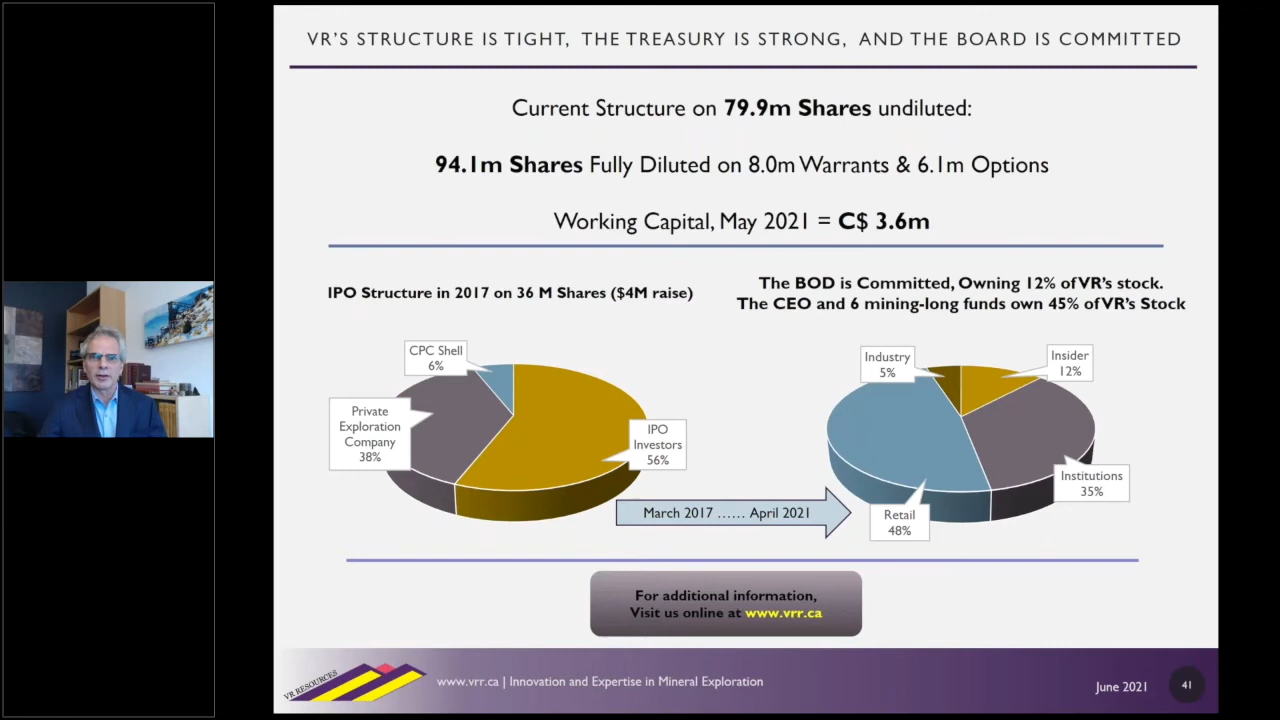 VR'S STRUCTURE IS TIGHT, THE TREASURY IS STRONG, AND THE BOARD IS COMMITTED
Current Structure on 79.9m Shares undiluted:
94.1m Shares Fully Diluted on 8.0m Warrants & 6.1m Options
Working Capital, May 2021 = C$ 3.6m
IPO Structure in 2017 on 36 M Shares ($4M raise)
CPC Shell
6%
Private
Exploration
Company
38%
IPO
Investors
56%
The BOD is Committed, Owning 12% of VR's stock.
The CEO and 6 mining-long funds own 45% of VR's Stock
Industry
5%
Insider
12%
Institutions
35%
Retail
48%
March 2017 …… April 2021
For additional information,
Visit us online at www.vrr.ca
VR RESOURCES
www.vrr.ca | Innovation and Expertise in Mineral Exploration
June 2021
41